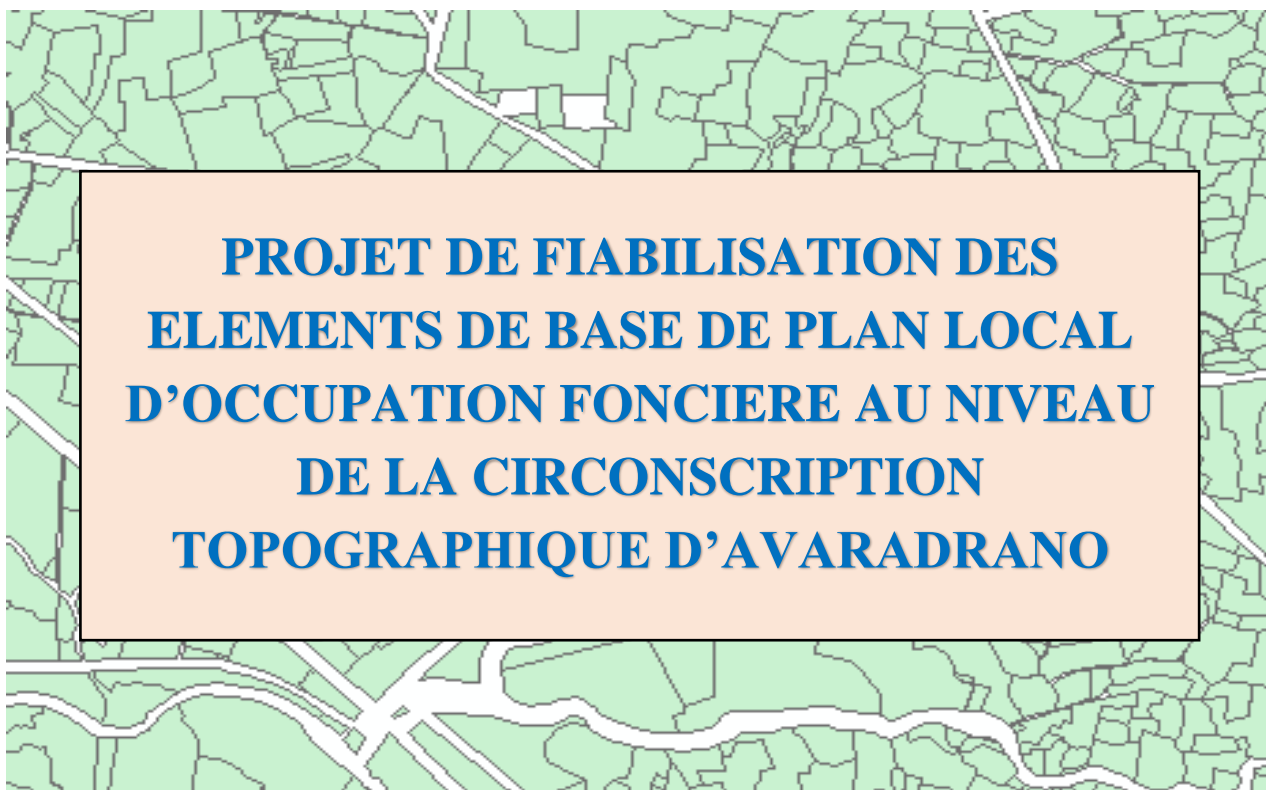 PROJET DE FIABILISATION DES
ELEMENTS DE BASE DE PLAN LOCAL
D’OCCUPATION FONCIERE AU NIVEAU
DE LA CIRCONSCRIPTION
TOPOGRAPHIQUE D’AVARADRANO